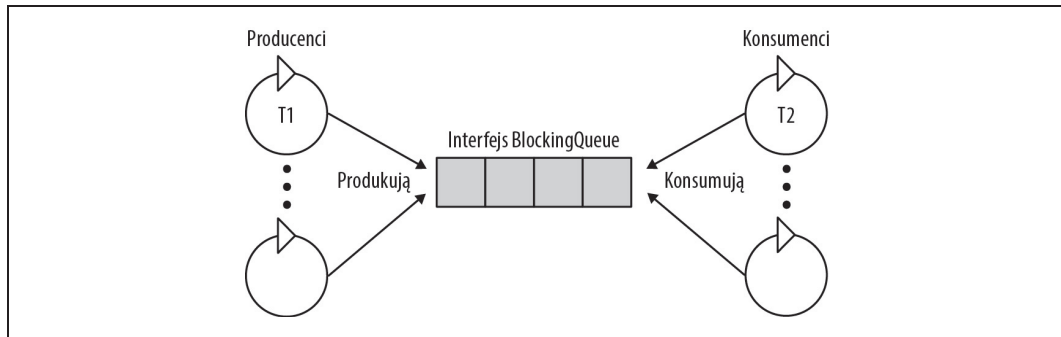 Producenci
Konsumenci
T1
T2
Interfejs BlockingQueue
Produkują
Konsumują